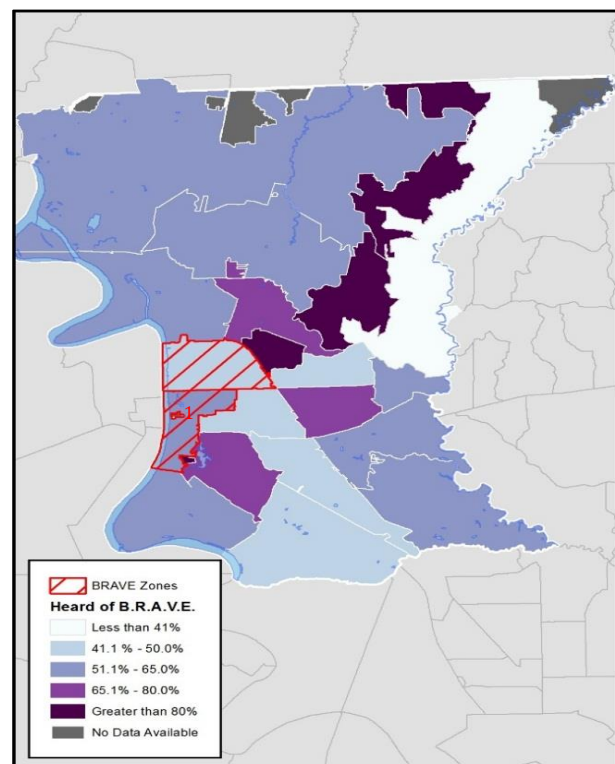 1
BRAVE Zones
Heard of B.R.A.V.E.
Less than 41%
41.1 % - 50.0%
51.1% - 65.0%
65.1% - 80.0%
Greater than 80%
No Data Available